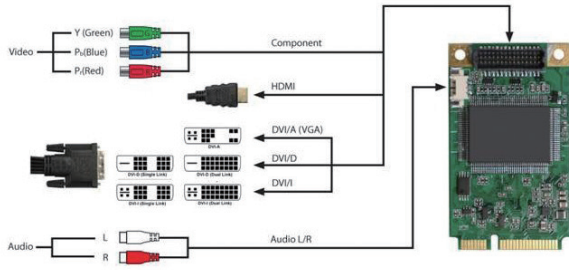 Y (Green)
Video
Pb(Blue)
Component
Pr(Red)
HDMI
DVI/A (VGA)
DVI-A
DVI/D
DVI-D (Single Link)
DVI-D (Dual Link)
DVI/I
DVI-I (Single Link)
DVI-I (Dual Link)
L
Audio
Audio L/R
R